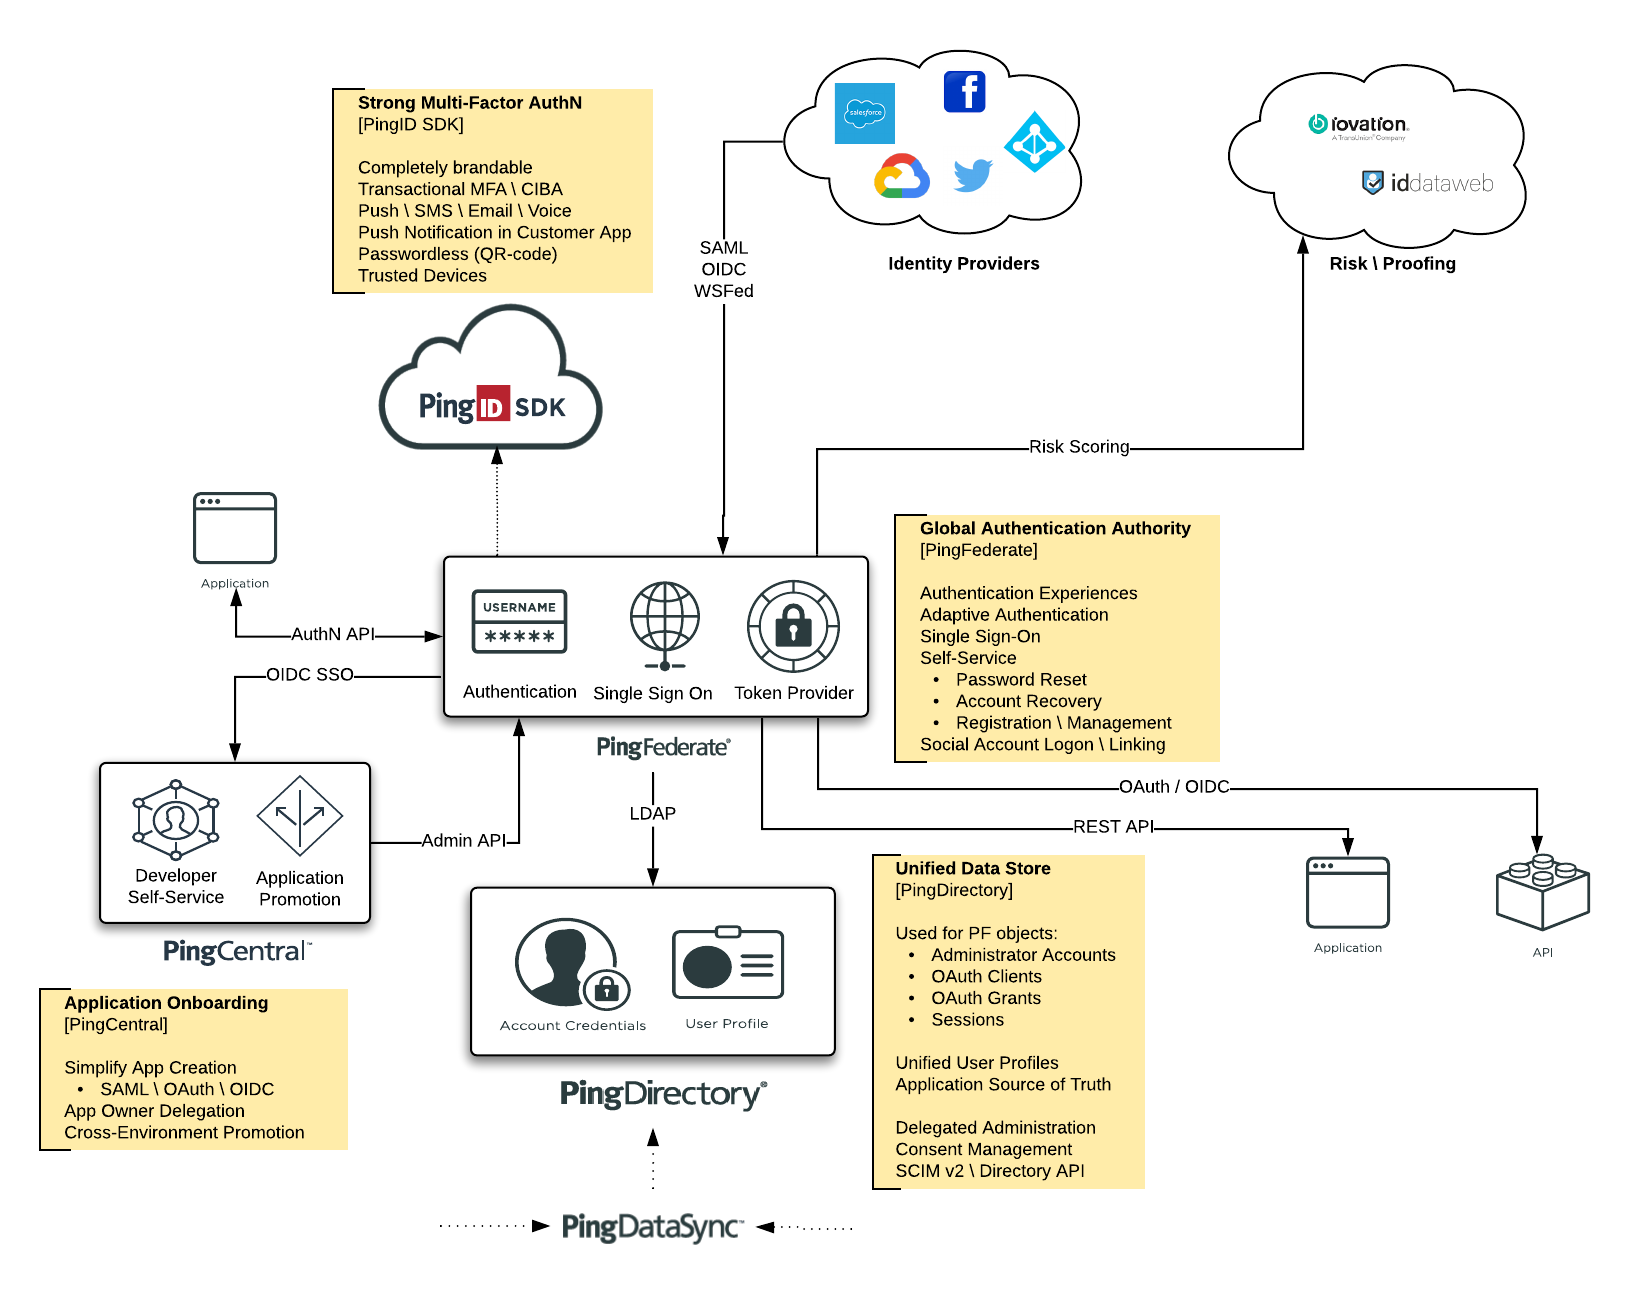 Strong Multi-Factor AuthN
[PingID SDK]
Completely brandable
Transactional MFA \ CIBA
Push \ SMS \ Email \ Voice
Push Notification in Customer App
Passwordless (QR-code)
Trusted Devices
PingID SDK
salesforce
f
Identity Providers
iovation®
A TransUnion® Company
iddataweb
Risk \ Proofing
SAML
OIDC
WSFed
Risk Scoring
Application
AuthN API
OIDC SSO
USERNAME
*****
Authentication
Single Sign On
Token Provider
PingFederate®
Global Authentication Authority
[PingFederate]
Authentication Experiences
Adaptive Authentication
Single Sign-On
Self-Service
• Password Reset
• Account Recovery
• Registration \ Management
Social Account Logon \ Linking
OAuth / OIDC
REST API
Application
API
Developer
Self-Service
Application
Promotion
PingCentral™
Admin API
LDAP
Application Onboarding
[PingCentral]
Simplify App Creation
• SAML \ OAuth \ OIDC
App Owner Delegation
Cross-Environment Promotion
Account Credentials
User Profile
PingDirectory®
Unified Data Store
[PingDirectory]
Used for PF objects:
• Administrator Accounts
• OAuth Clients
• OAuth Grants
• Sessions
Unified User Profiles
Application Source of Truth
Delegated Administration
Consent Management
SCIM v2 \ Directory API
PingDataSync™